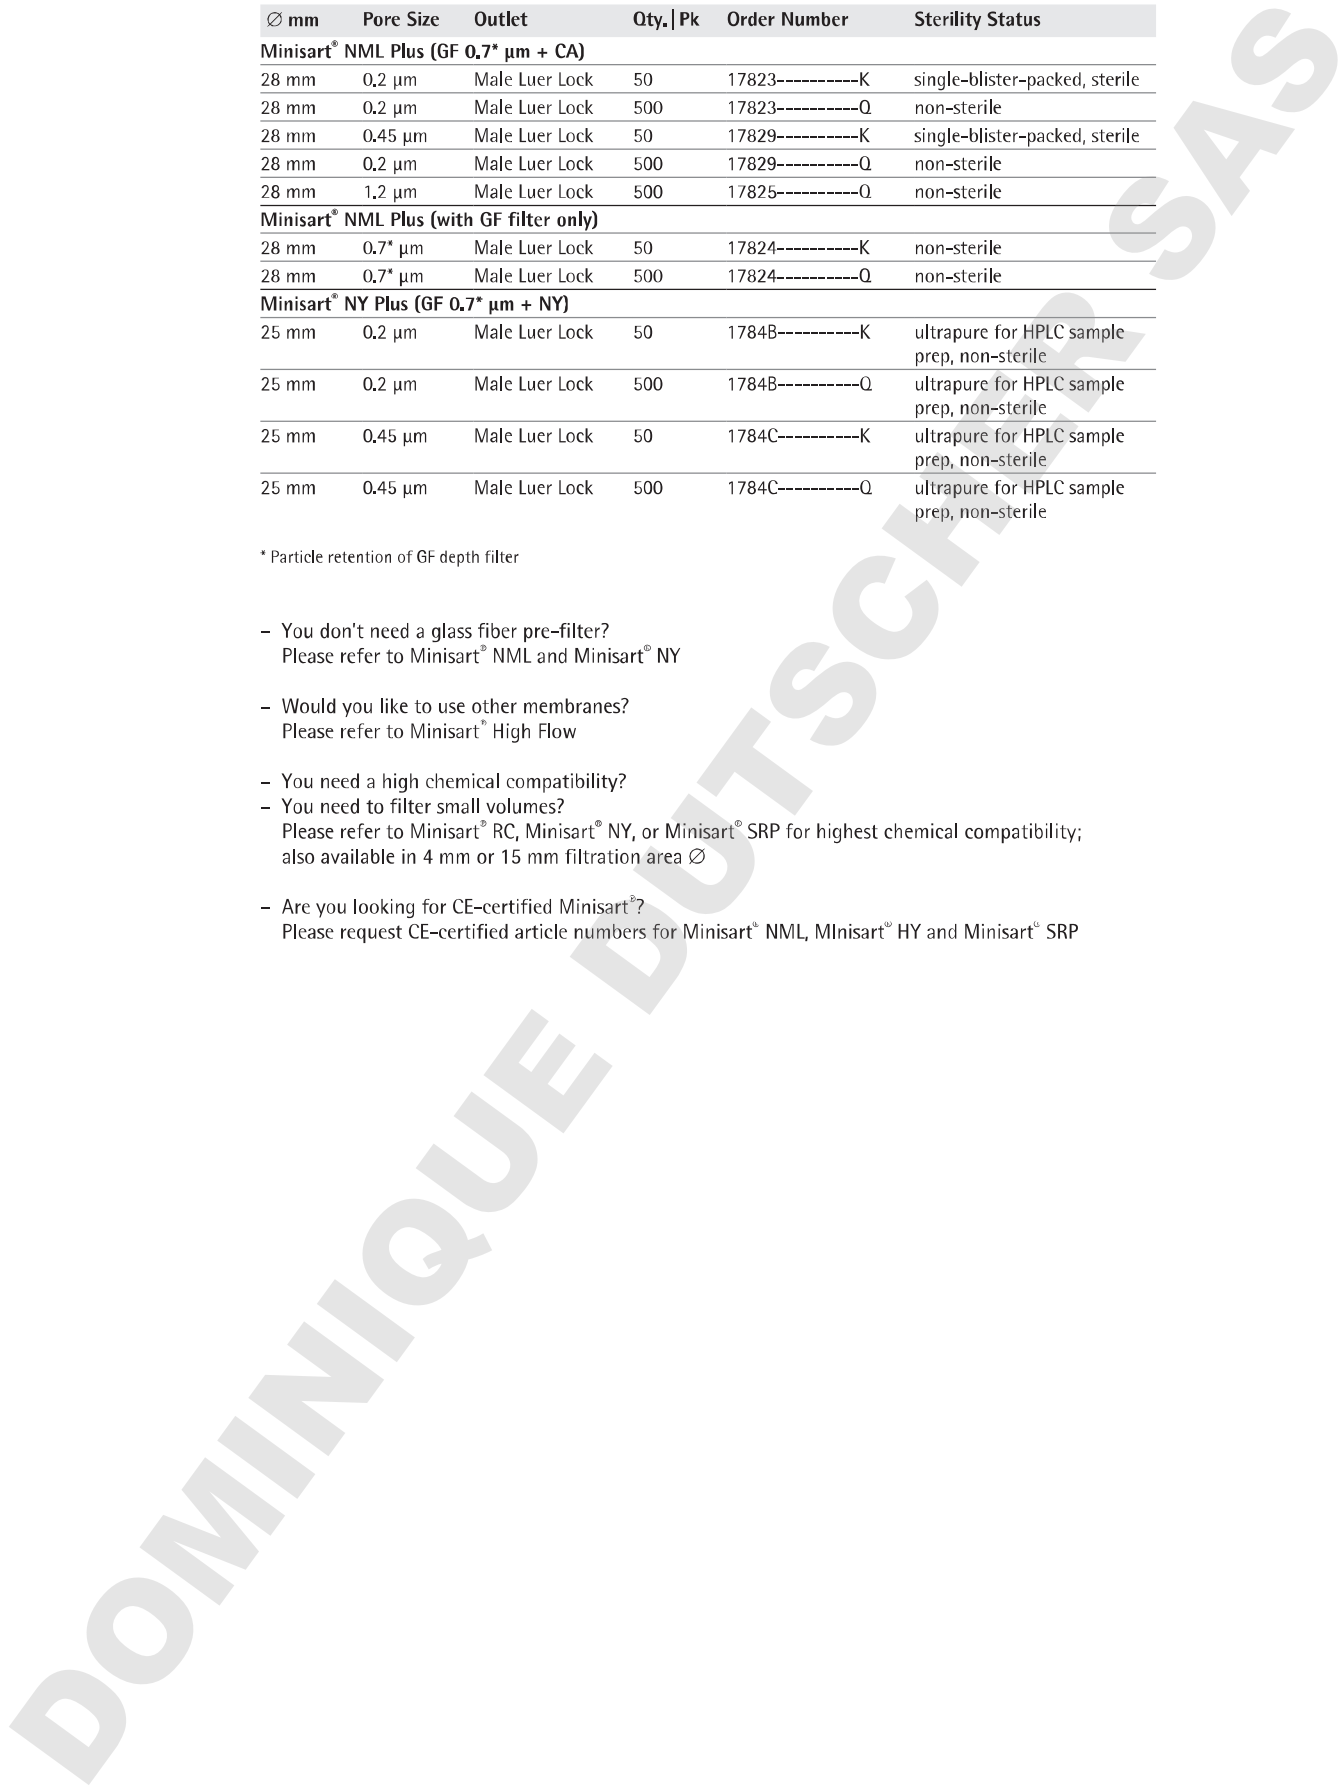 ∅ mm Pore Size Outlet Qty. | Pk Order Number Sterility Status
Minisart® NML Plus (GF 0.7* µm + CA)
28 mm 0.2 µm Male Luer Lock 50 17823----------K single-blister-packed, sterile
28 mm 0.2 µm Male Luer Lock 500 17823----------Q non-sterile
28 mm 0.45 µm Male Luer Lock 50 17829----------K single-blister-packed, sterile
28 mm 0.2 µm Male Luer Lock 500 17829----------Q non-sterile
28 mm 1.2 µm Male Luer Lock 500 17825----------Q non-sterile
Minisart® NML Plus (with GF filter only)
28 mm 0.7* µm Male Luer Lock 50 17824----------K non-sterile
28 mm 0.7* µm Male Luer Lock 500 17824----------Q non-sterile
Minisart® NY Plus (GF 0.7* µm + NY)
25 mm 0.2 µm Male Luer Lock 50 1784B----------K ultrapure for HPLC sample
prep, non-sterile
25 mm 0.2 µm Male Luer Lock 500 1784B----------Q ultrapure for HPLC sample
prep, non-sterile
25 mm 0.45 µm Male Luer Lock 50 1784C----------K ultrapure for HPLC sample
prep, non-sterile
25 mm 0.45 µm Male Luer Lock 500 1784C----------Q ultrapure for HPLC sample
prep, non-sterile
* Particle retention of GF depth filter
– You don't need a glass fiber pre-filter?
Please refer to Minisart® NML and Minisart® NY
– Would you like to use other membranes?
Please refer to Minisart® High Flow
– You need a high chemical compatibility?
– You need to filter small volumes?
Please refer to Minisart® RC, Minisart® NY, or Minisart® SRP for highest chemical compatibility;
also available in 4 mm or 15 mm filtration area ∅
– Are you looking for CE-certified Minisart®?
Please request CE-certified article numbers for Minisart® NML, MInisart® HY and Minisart® SRP
DOMINIQUE DUTSCHER SAS